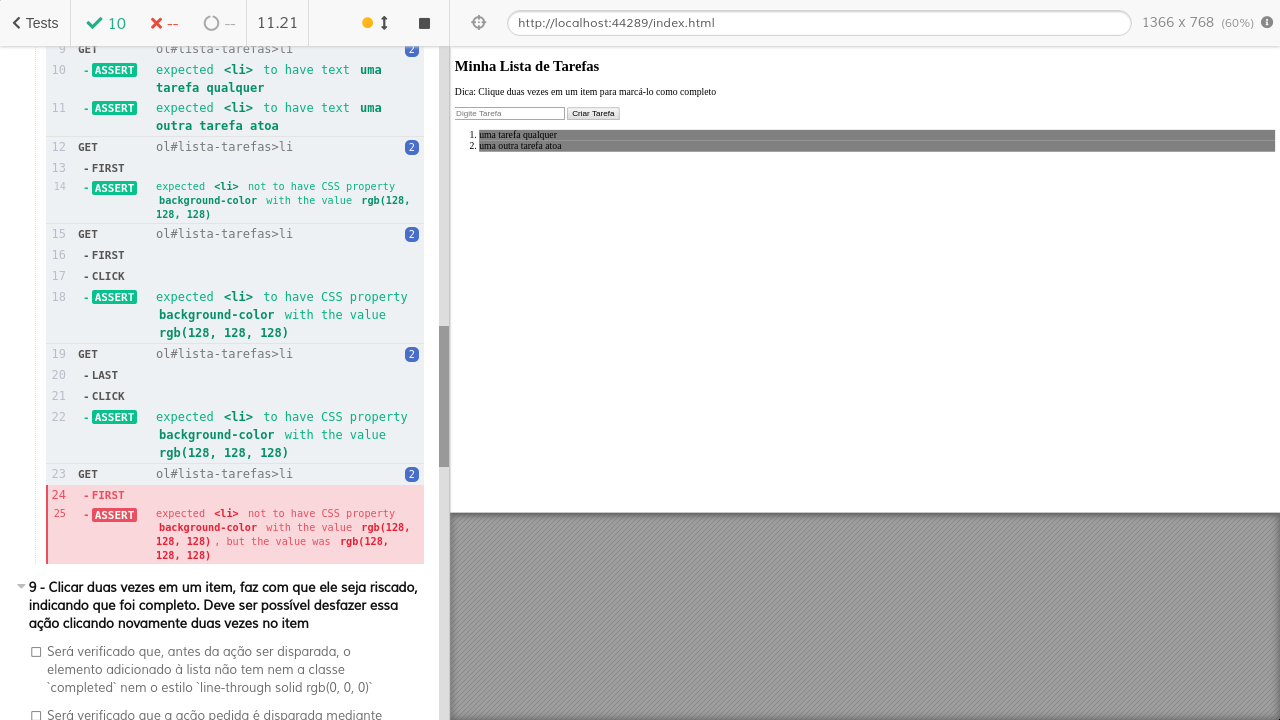 Tests
10
--
--
11.21
http://localhost:44289/index.html
1366 x 768 (60%)
9 GET ol#lista-tarefas>li 2
10 - ASSERT expected <li> to have text uma
tarefa qualquer
11 - ASSERT expected <li> to have text uma
outra tarefa atoa
12 GET ol#lista-tarefas>li 2
13 - FIRST
14 - ASSERT expected <li> not to have CSS property
background-color with the value rgb(128,
128, 128)
15 GET ol#lista-tarefas>li 2
16 - FIRST
17 - CLICK
18 - ASSERT expected <li> to have CSS property
background-color with the value
rgb(128, 128, 128)
19 GET ol#lista-tarefas>li 2
20 - LAST
21 - CLICK
22 - ASSERT expected <li> to have CSS property
background-color with the value
rgb(128, 128, 128)
23 GET ol#lista-tarefas>li 2
24 - FIRST
25 - ASSERT expected <li> not to have CSS property
background-color with the value rgb(128,
128, 128), but the value was rgb(128,
128, 128)
9 - Clicar duas vezes em um item, faz com que ele seja riscado,
indicando que foi completo. Deve ser possível desfazer essa
ação clicando novamente duas vezes no item
Será verificado que, antes da ação ser disparada, o
elemento adicionado à lista não tem nem a classe
`completed` nem o estilo `line-through solid rgb(0, 0, 0)`
Será verificado que a ação pedida é disparada mediante
Minha Lista de Tarefas
Dica: Clique duas vezes em um item para marcá-lo como completo
Digite Tarefa
Criar Tarefa
1. uma tarefa qualquer
2. uma outra tarefa atoa